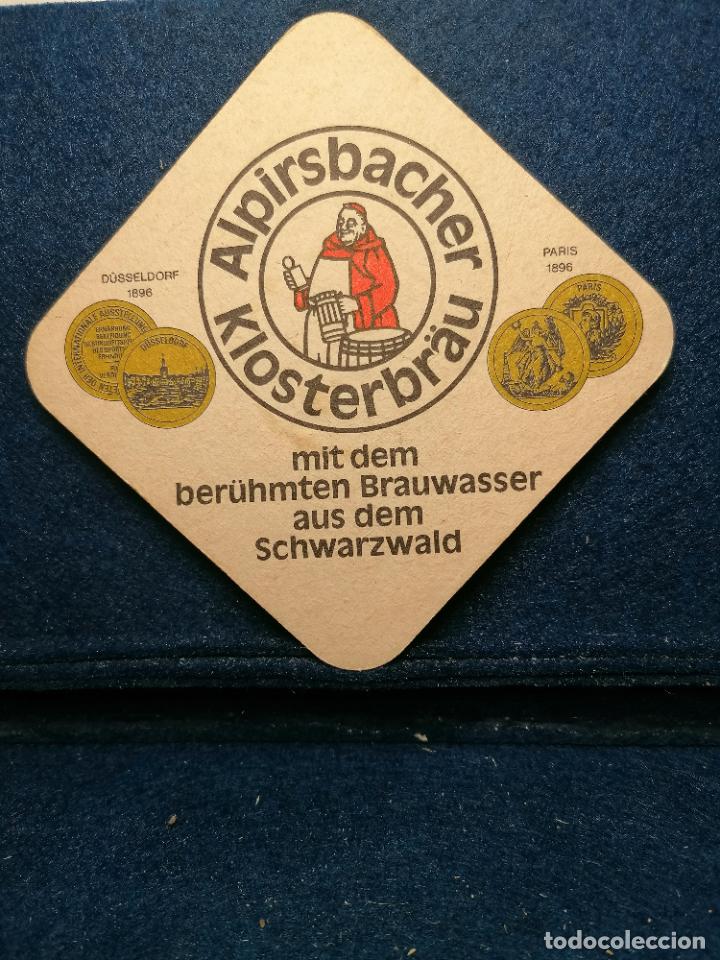 Alpirsbacher
Klosterbräu
DÜSSELDORF
1896
PARIS
1896
DÜSSELDORF
PARIS
mit dem
berühmten Brauwasser
aus dem
Schwarzwald
todocoleccion